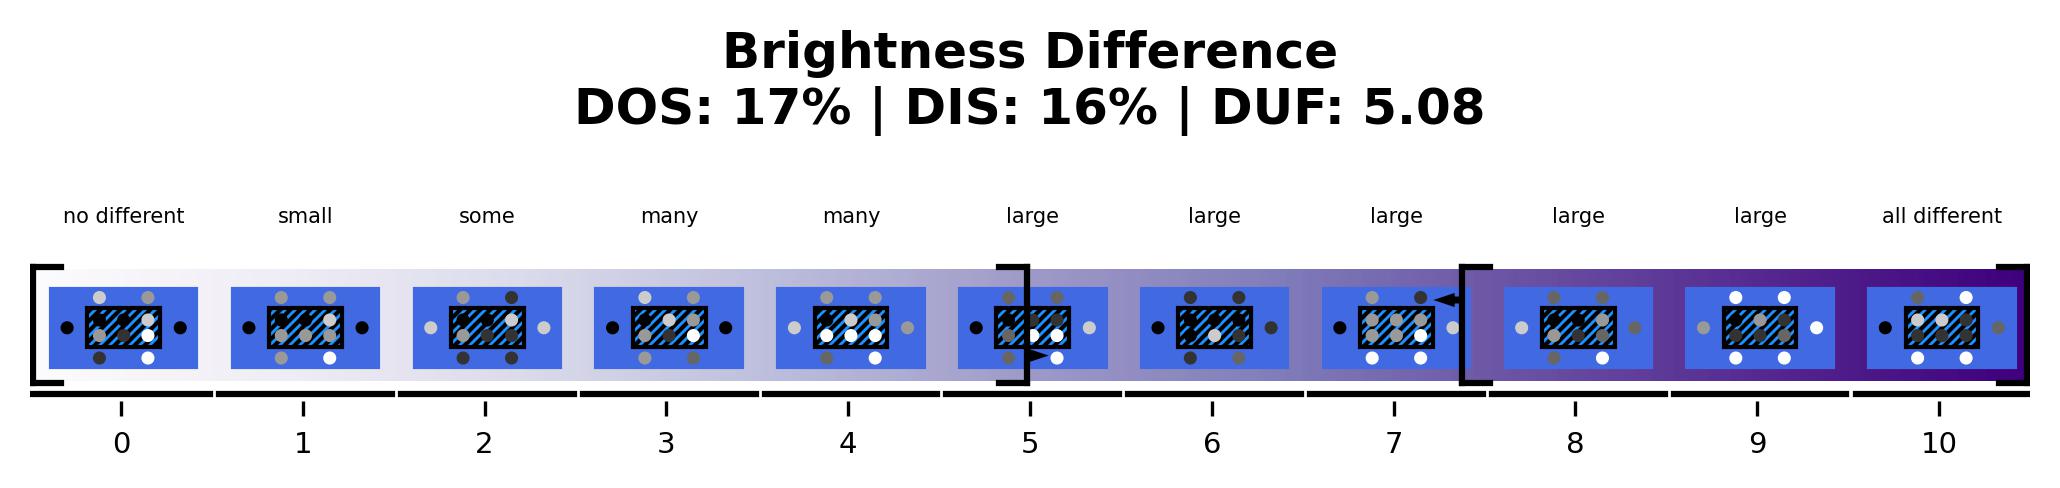 Brightness Difference
DOS: 17% | DIS: 16% | DUF: 5.08
no different small some many many large large large large large all different
0 1 2 3 4 5 6 7 8 9 10